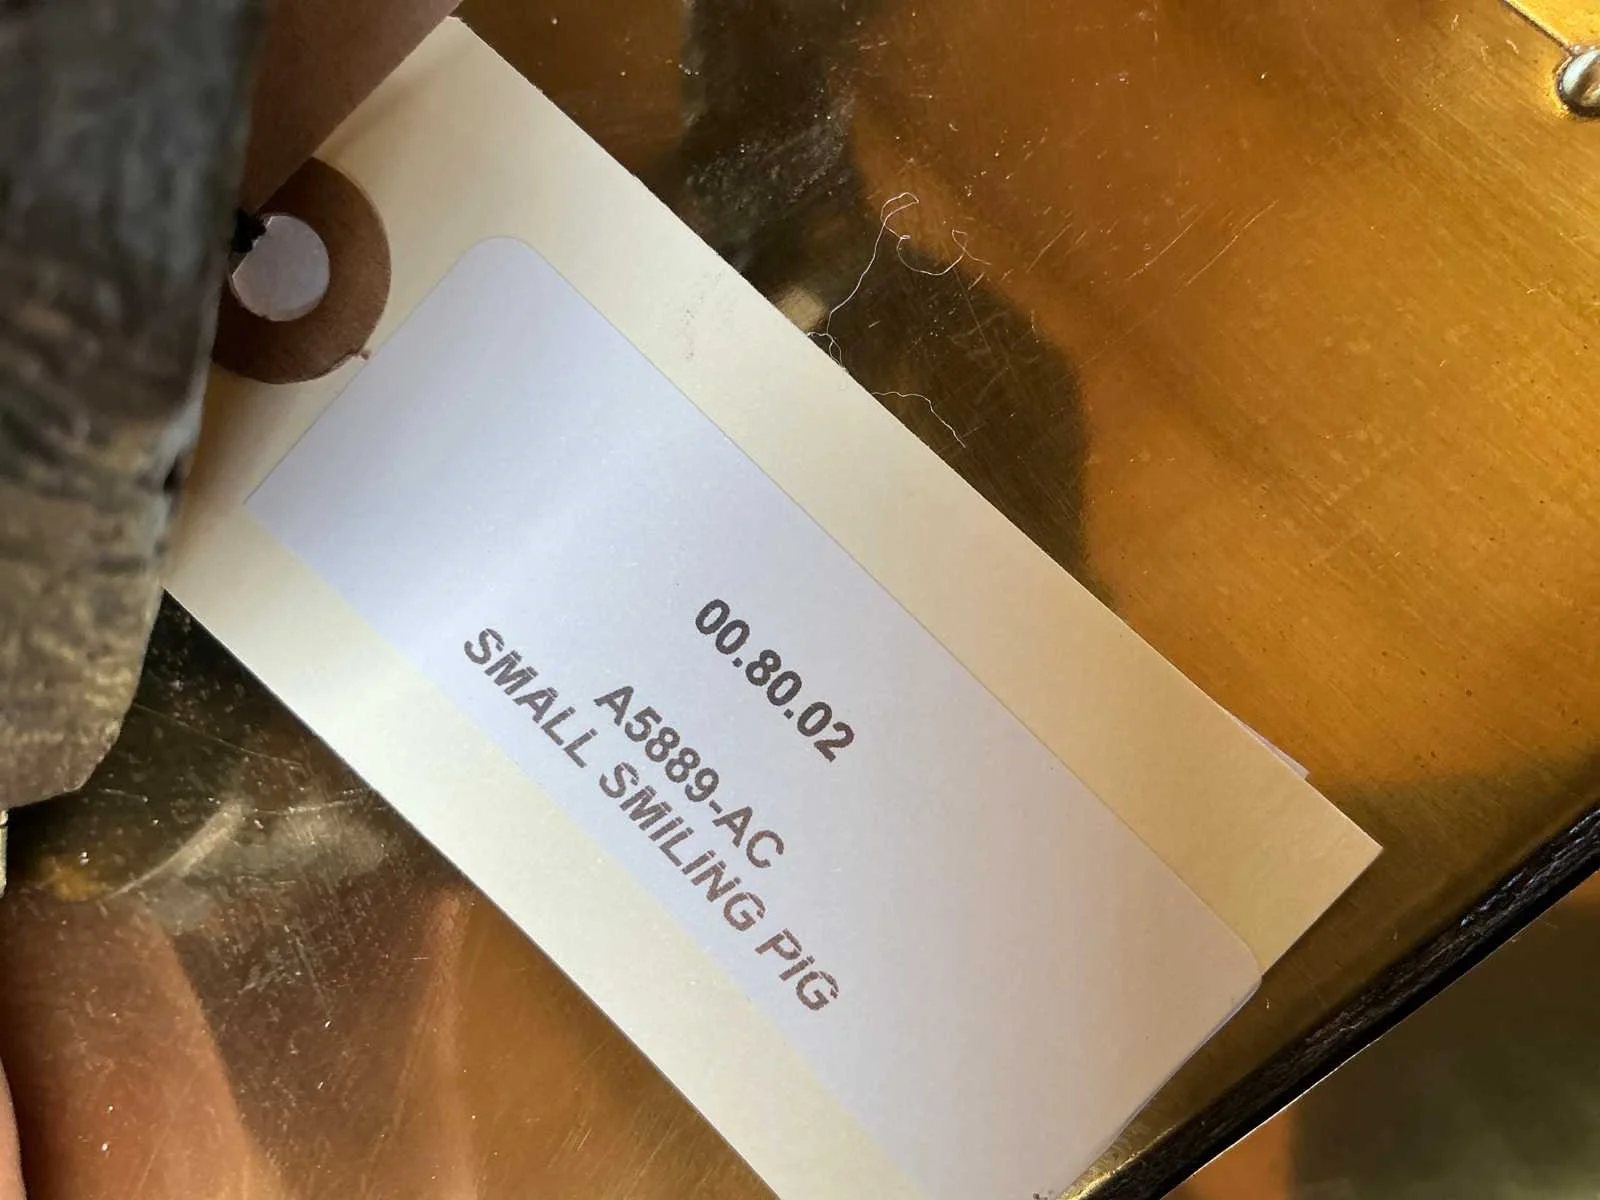 00.80.02
A5889-AC
SMALL SMILING PIG